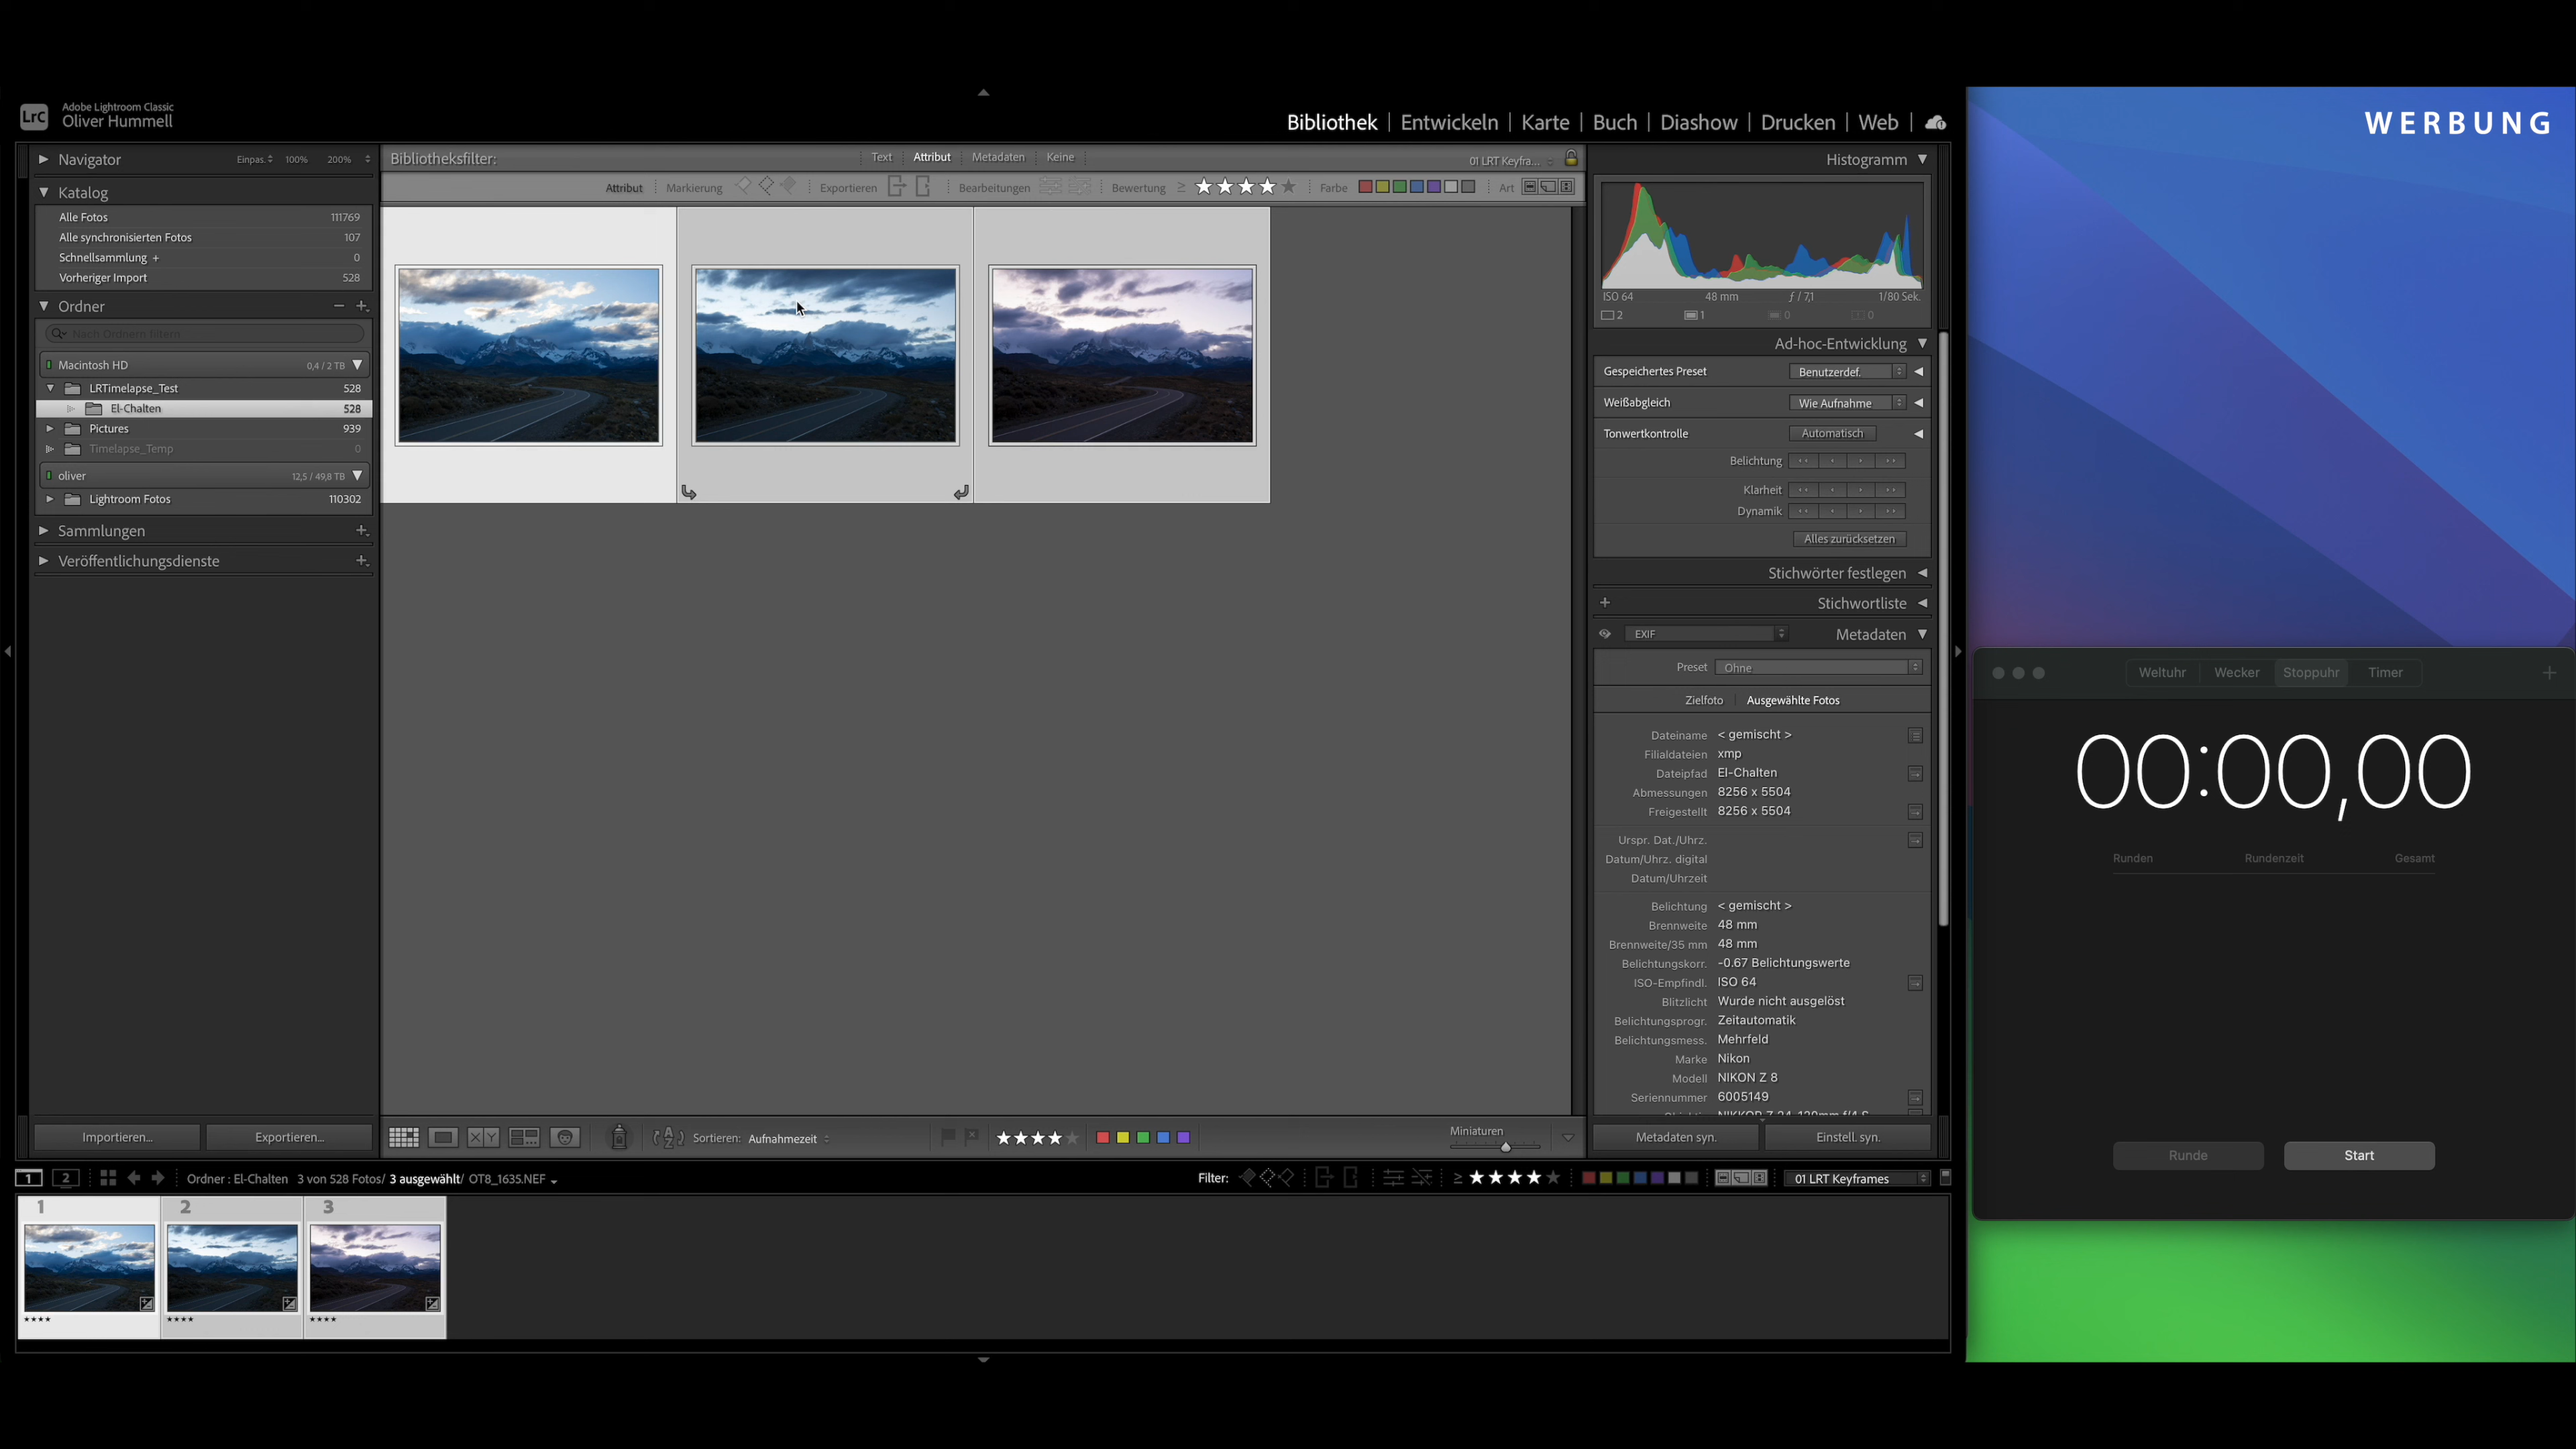 LrC
Adobe Lightroom Classic
Oliver Hummell
Bibliothek | Entwickeln | Karte | Buch | Diashow | Drucken | Web |
WERBUNG
Navigator Einpas. 100% 200%
Katalog
Alle Fotos 111769
Alle synchronisierten Fotos 107
Schnellsammlung + 0
Vorheriger Import 528
Ordner
Nach Ordnern filtern
Macintosh HD 0,4 / 2 TB
LRTimelapse_Test 528
El-Chalten 528
Pictures 939
Timelapse_Temp 0
oliver 12,5 / 49,8 TB
Lightroom Fotos 110302
Sammlungen
Veröffentlichungsdienste
Importieren...
Exportieren...
Bibliotheksfilter: Text Attribut Metadaten Keine 01 LRT Keyfra...
Attribut Markierung Exportieren Bearbeitungen Bewertung ≥ ★★★★★ Farbe Art
Sortieren: Aufnahmezeit
★★★★★
Miniaturen
Histogramm
ISO 64 48 mm ƒ / 7,1 1/80 Sek.
2 1 0 0
Ad-hoc-Entwicklung
Gespeichertes Preset Benutzerdef.
Weißabgleich Wie Aufnahme
Tonwertkontrolle Automatisch
Belichtung
Klarheit
Dynamik
Alles zurücksetzen
Stichwörter festlegen
Stichwortliste
EXIF Metadaten
Preset Ohne
Zielfoto Ausgewählte Fotos
Dateiname < gemischt >
Filialdateien xmp
Dateipfad El-Chalten
Abmessungen 8256 x 5504
Freigestellt 8256 x 5504
Urspr. Dat./Uhrz.
Datum/Uhrz. digital
Datum/Uhrzeit
Belichtung < gemischt >
Brennweite 48 mm
Brennweite/35 mm 48 mm
Belichtungskorr. -0.67 Belichtungswerte
ISO-Empfindl. ISO 64
Blitzlicht Wurde nicht ausgelöst
Belichtungsprogr. Zeitautomatik
Belichtungsmess. Mehrfeld
Marke Nikon
Modell NIKON Z 8
Seriennummer 6005149
Metadaten syn.
Einstell. syn.
1 2 Ordner : El-Chalten 3 von 528 Fotos/ 3 ausgewählt/ OT8_1635.NEF
Filter: ≥ ★★★★★ 01 LRT Keyframes
1 2 3
★★★★ ★★★★ ★★★★
Weltuhr Wecker Stoppuhr Timer
00:00,00
Runden Rundenzeit Gesamt
Runde Start